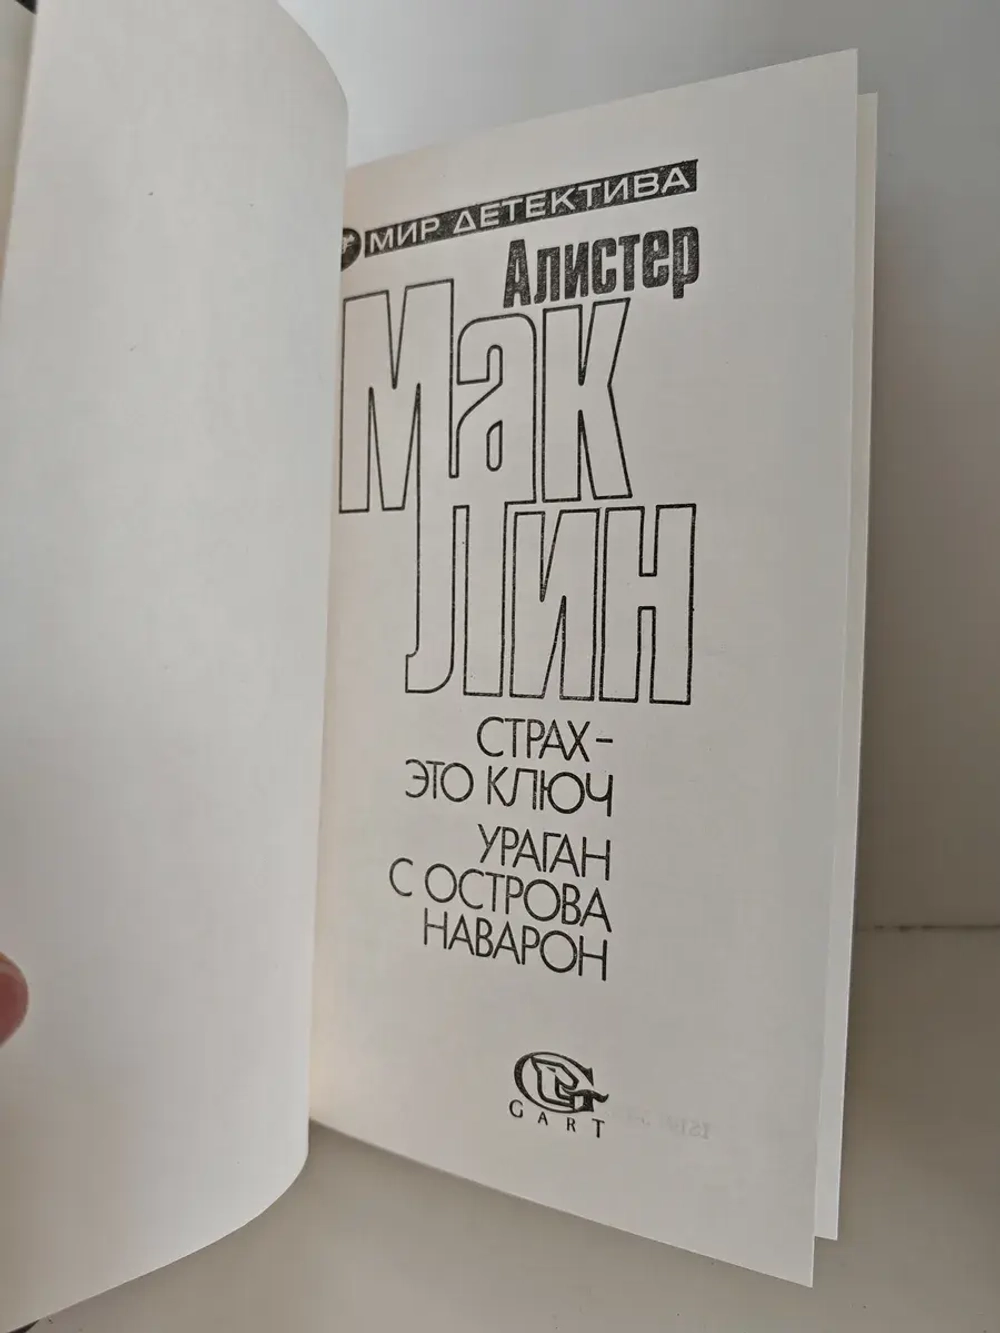 МИР ДЕТЕКТИВА
Алистер
Мак
Лин
СТРАХ-
ЭТО КЛЮЧ
УРАГАН
С ОСТРОВА
НАВАРОН
GART